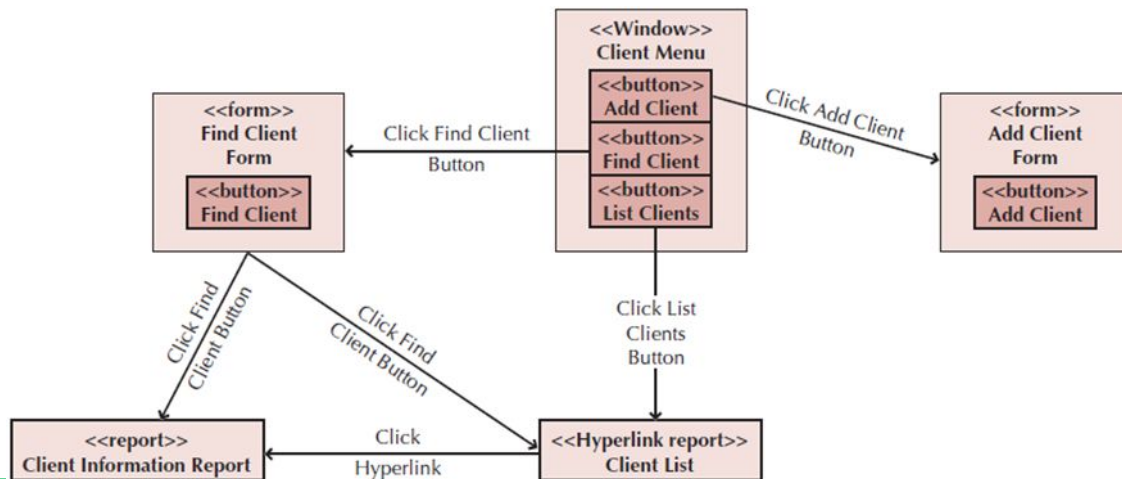 <<Window>>
Client Menu
<<button>>
Add Client
<<button>>
Find Client
<<button>>
List Clients
<<form>>
Find Client
Form
<<button>>
Find Client
Click Find Client
Button
Click Add Client
Button
<<form>>
Add Client
Form
<<button>>
Add Client
Click Find
Client Button
Click Find
Client Button
Click List
Clients
Button
<<report>>
Client Information Report
Click
Hyperlink
<<Hyperlink report>>
Client List